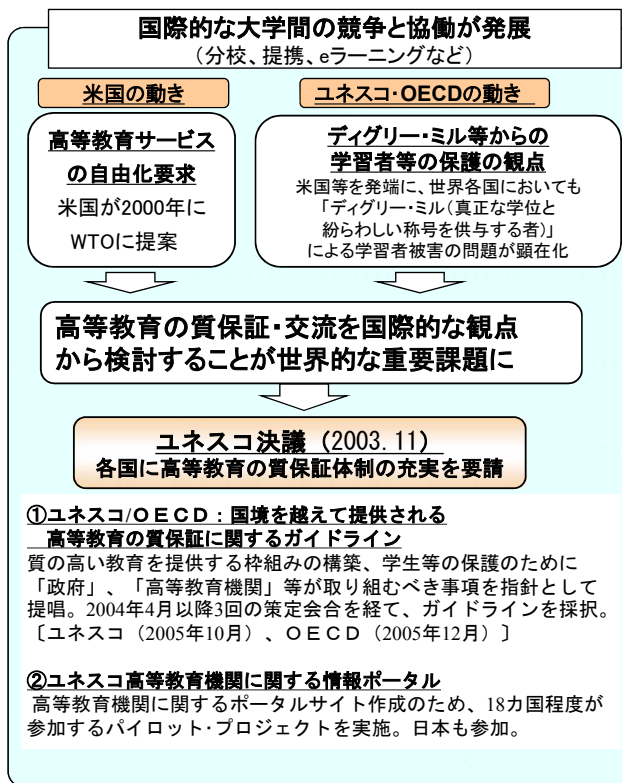 国際的な大学間の競争と協働が発展
（分校、提携、eラーニングなど）
米国の動き
ユネスコ・OECDの動き
高等教育サービス
の自由化要求
米国が2000年に
WTOに提案
ディグリー・ミル等からの
学習者等の保護の観点
米国等を発端に、世界各国においても
「ディグリー・ミル（真正な学位と
紛らわしい称号を供与する者）」
による学習者被害の問題が顕在化
高等教育の質保証・交流を国際的な観点
から検討することが世界的な重要課題に
ユネスコ決議（2003.11）
各国に高等教育の質保証体制の充実を要請
①ユネスコ/ＯＥＣＤ：国境を越えて提供される
高等教育の質保証に関するガイドライン
質の高い教育を提供する枠組みの構築、学生等の保護のために
「政府」、「高等教育機関」等が取り組むべき事項を指針として
提唱。2004年4月以降3回の策定会合を経て、ガイドラインを採択。
〔ユネスコ（2005年10月）、ＯＥＣＤ（2005年12月）〕
②ユネスコ高等教育機関に関する情報ポータル
高等教育機関に関するポータルサイト作成のため、18カ国程度が
参加するパイロット・プロジェクトを実施。日本も参加。